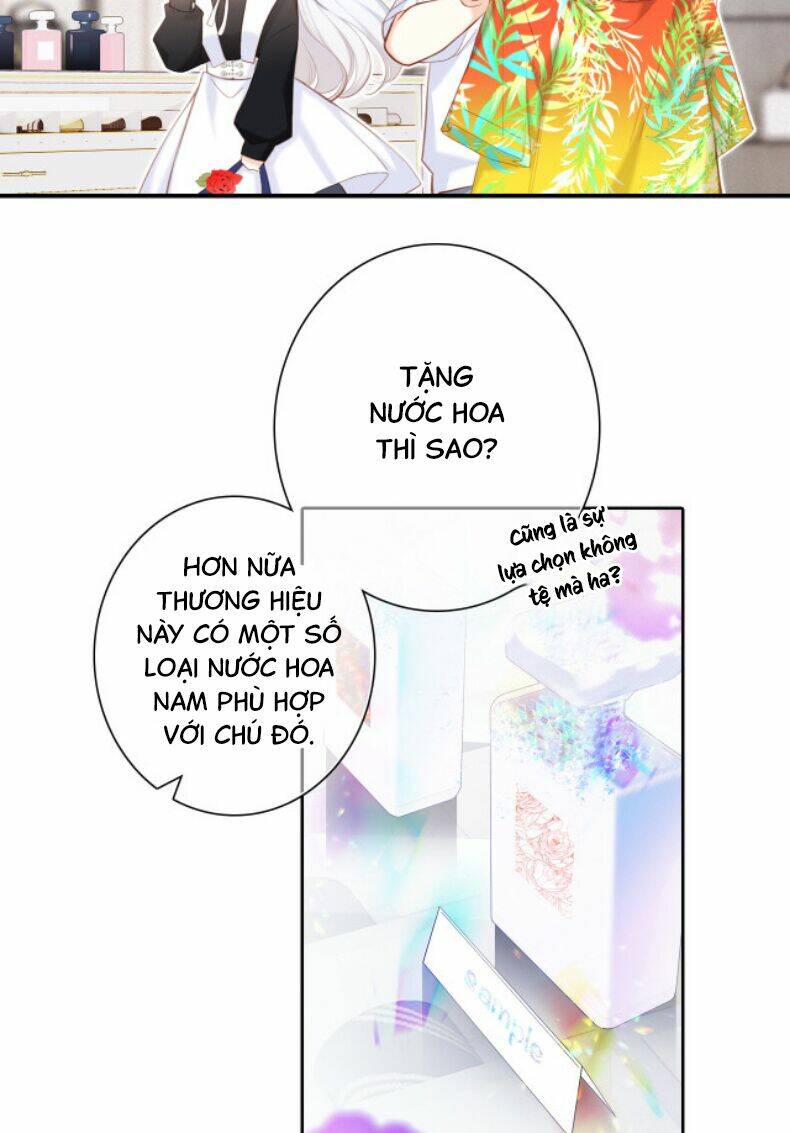 TẶNG
NƯỚC HOA
THÌ SAO?
Cũng là sự
lựa chọn không
tệ mà ha?
HƠN NỮA
THƯƠNG HIỆU
NÀY CÓ MỘT SỐ
LOẠI NƯỚC HOA
NAM PHÙ HỢP
VỚI CHÚ ĐÓ.
sample